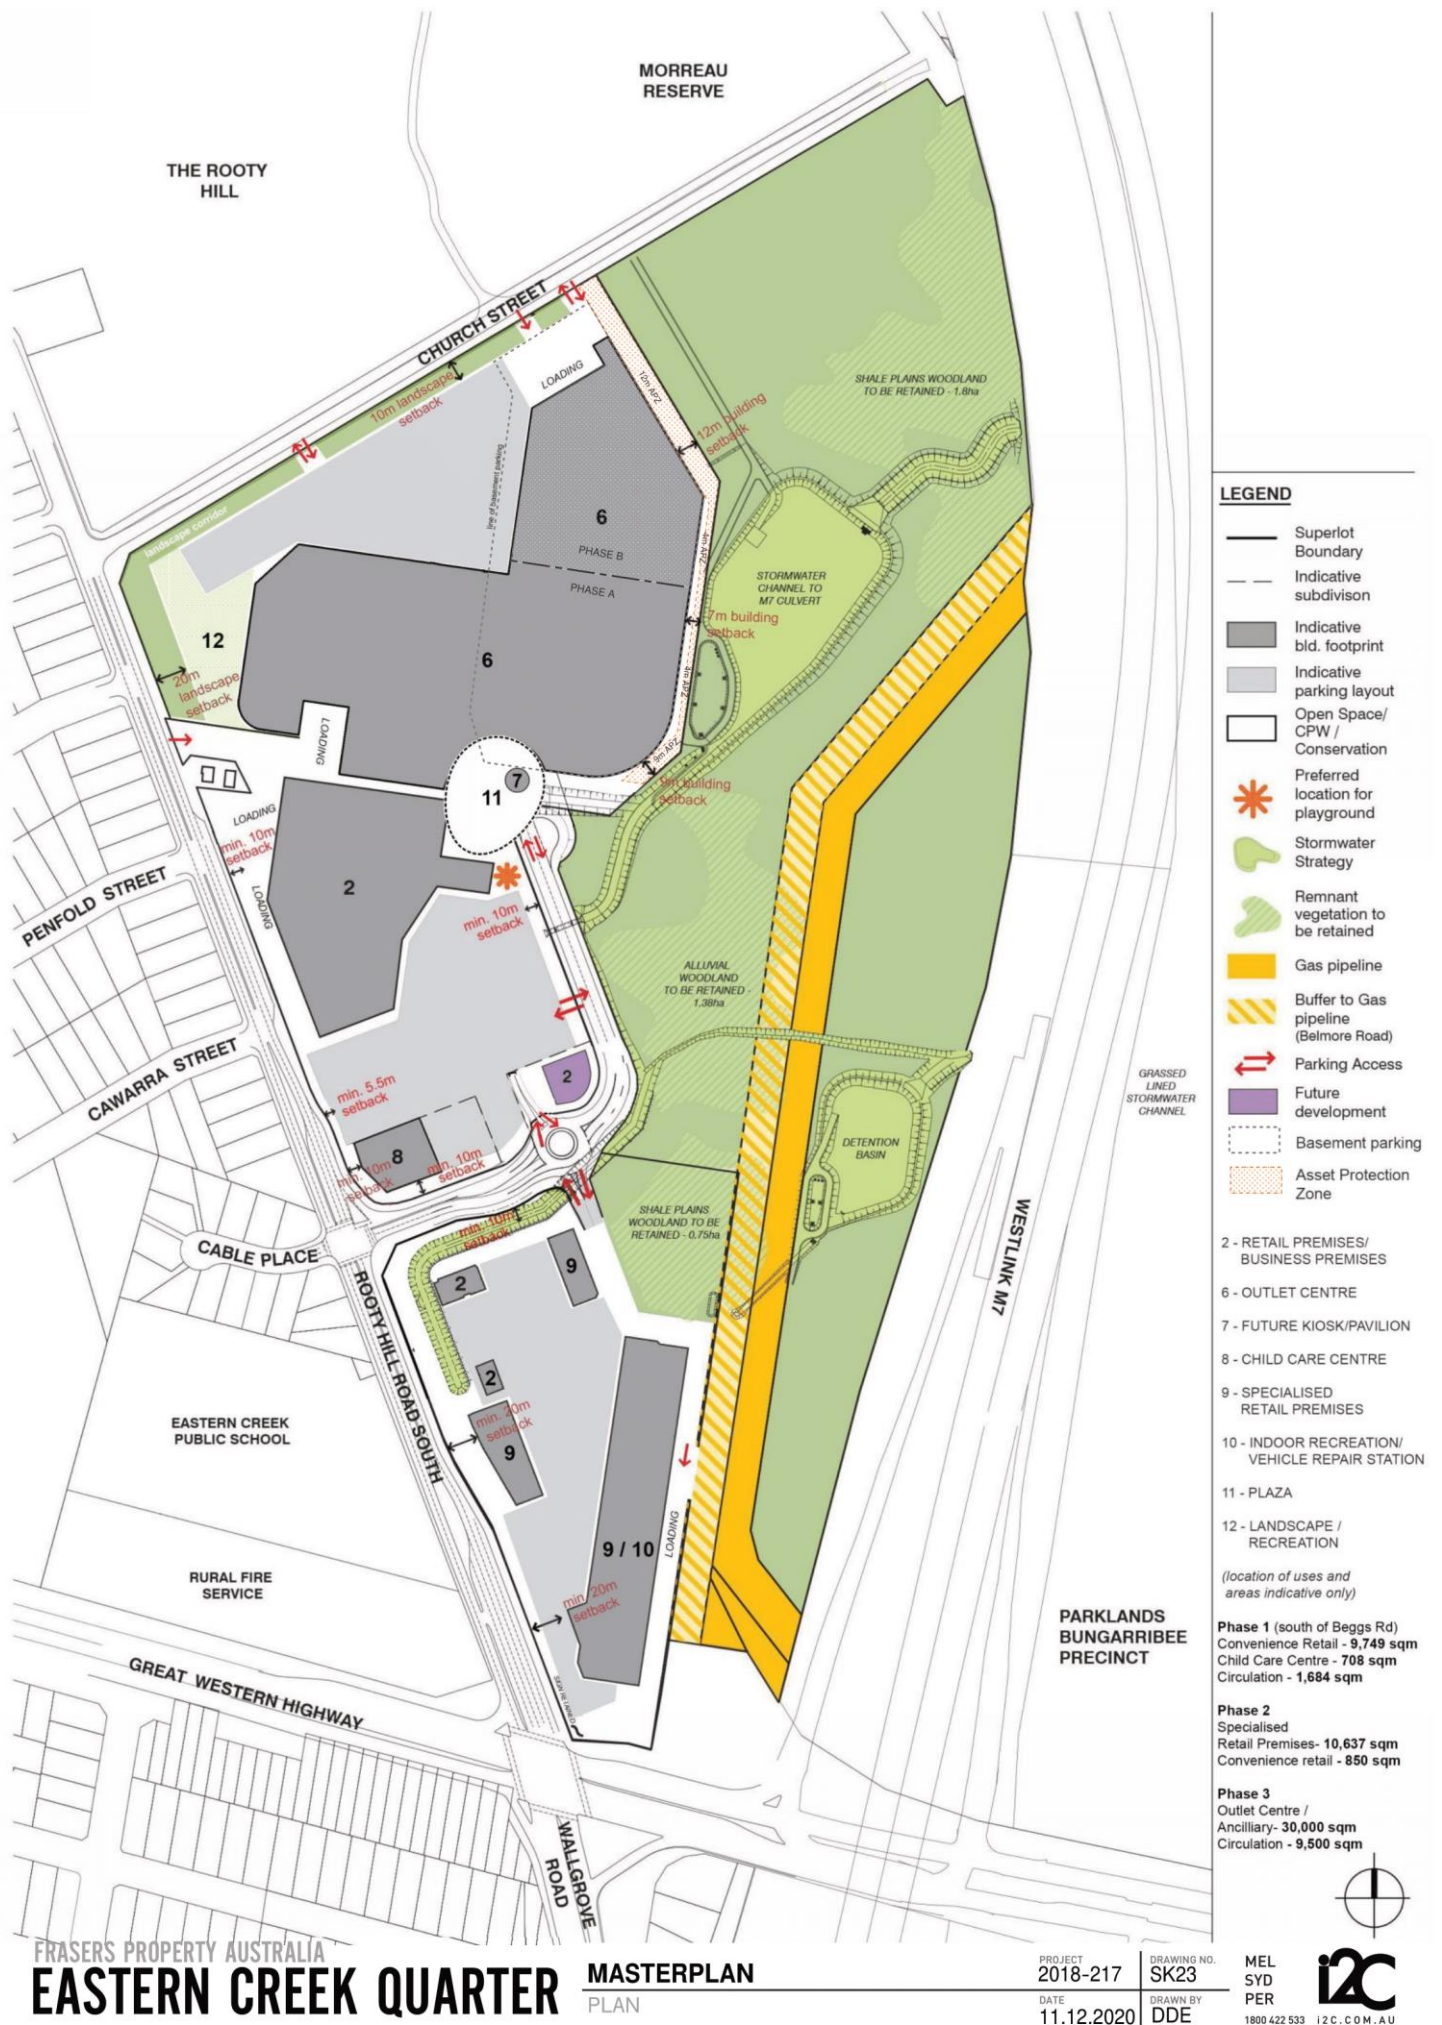 MORREAU
RESERVE
THE ROOTY
HILL
CHURCH STREET
LOADING
10m landscape
setback
12m APZ
12m building
setback
SHALE PLAINS WOODLAND
TO BE RETAINED - 1.8ha
line of basement parking
landscape corridor
6
PHASE B
PHASE A
4m APZ
STORMWATER
CHANNEL TO
M7 CULVERT
7m building
setback
12
20m
landscape
setback
6
4m APZ
LOADING
9m APZ
9m building
setback
7
11
LOADING
min. 10m
setback
LOADING
2
PENFOLD STREET
min. 10m
setback
ALLUVIAL
WOODLAND
TO BE RETAINED -
1.38ha
CAWARRA STREET
min. 5.5m
setback
2
GRASSED
LINED
STORMWATER
CHANNEL
8
min. 10m
setback
min. 10m
setback
DETENTION
BASIN
SHALE PLAINS
WOODLAND TO BE
RETAINED - 0.75ha
min. 10m
setback
CABLE PLACE
9
2
WESTLINK M7
ROOTY HILL ROAD SOUTH
2
min. 20m
setback
9
EASTERN CREEK
PUBLIC SCHOOL
LOADING
9 / 10
RURAL FIRE
SERVICE
min. 20m
setback
PARKLANDS
BUNGARRIBEE
PRECINCT
GREAT WESTERN HIGHWAY
WALLGROVE
ROAD
LEGEND
Superlot
Boundary
Indicative
subdivison
Indicative
bld. footprint
Indicative
parking layout
Open Space/
CPW /
Conservation
Preferred
location for
playground
Stormwater
Strategy
Remnant
vegetation to
be retained
Gas pipeline
Buffer to Gas
pipeline
(Belmore Road)
Parking Access
Future
development
Basement parking
Asset Protection
Zone
2 - RETAIL PREMISES/
BUSINESS PREMISES
6 - OUTLET CENTRE
7 - FUTURE KIOSK/PAVILION
8 - CHILD CARE CENTRE
9 - SPECIALISED
RETAIL PREMISES
10 - INDOOR RECREATION/
VEHICLE REPAIR STATION
11 - PLAZA
12 - LANDSCAPE /
RECREATION
(location of uses and
areas indicative only)
Phase 1 (south of Beggs Rd)
Convenience Retail - 9,749 sqm
Child Care Centre - 708 sqm
Circulation - 1,684 sqm
Phase 2
Specialised
Retail Premises- 10,637 sqm
Convenience retail - 850 sqm
Phase 3
Outlet Centre /
Ancilliary- 30,000 sqm
Circulation - 9,500 sqm
FRASERS PROPERTY AUSTRALIA
EASTERN CREEK QUARTER
MASTERPLAN
PLAN
PROJECT
2018-217
DRAWING NO.
SK23
DATE
11.12.2020
DRAWN BY
DDE
MEL
SYD
PER
1800 422 533
i2C
i2C.COM.AU